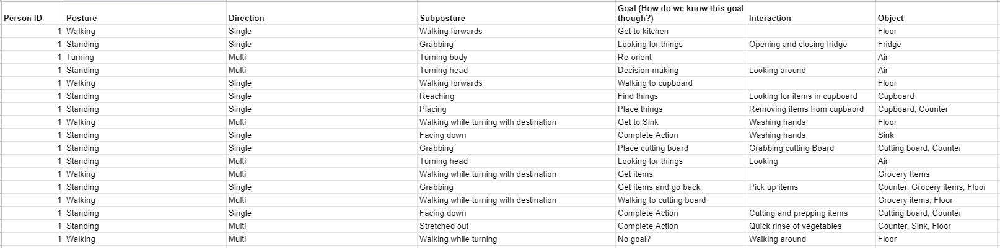 Person ID Posture Direction Subposture Goal (How do we know this goal though?) Interaction Object
1 Walking Single Walking forwards Get to kitchen Floor
1 Standing Single Grabbing Looking for things Opening and closing fridge Fridge
1 Turning Multi Turning body Re-orient Air
1 Standing Multi Turning head Decision-making Looking around Air
1 Walking Single Walking forwards Walking to cupboard Floor
1 Standing Single Reaching Find things Looking for items in cupboard Cupboard
1 Standing Single Placing Place things Removing items from cupbaord Cupboard, Counter
1 Walking Multi Walking while turning with destination Get to Sink Washing hands Floor
1 Standing Single Facing down Complete Action Washing hands Sink
1 Standing Single Grabbing Place cutting board Grabbing cutting Board Cutting board, Counter
1 Standing Multi Turning head Looking for things Looking Air
1 Walking Multi Walking while turning with destination Get items Grocery Items
1 Standing Single Grabbing Get items and go back Pick up items Counter, Grocery items, Floor
1 Walking Multi Walking while turning with destination Walking to cutting board Grocery items, Floor
1 Standing Single Facing down Complete Action Cutting and prepping items Cutting board, Counter
1 Standing Multi Stretched out Complete Action Quick rinse of vegetables Counter, Sink, Floor
1 Walking Multi Walking while turning No goal? Walking around Floor